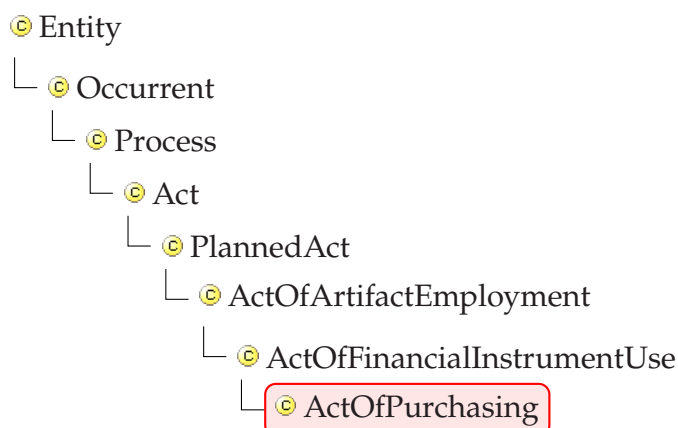 Entity
Occurrent
Process
Act
PlannedAct
ActOfArtifactEmployment
ActOfFinancialInstrumentUse
ActOfPurchasing